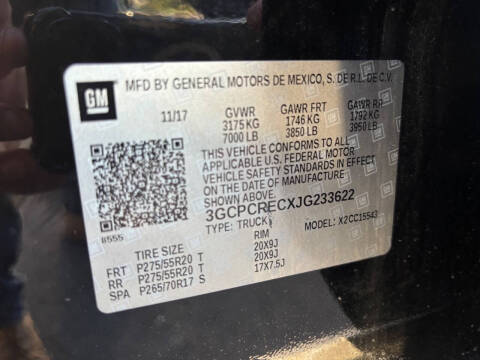 GM
MFD BY GENERAL MOTORS DE MEXICO, S. DE R.L. DE C.V.
11/17 GVWR GAWR FRT GAWR RR
3175 KG 1746 KG 1792 KG
7000 LB 3850 LB 3950 LB
THIS VEHICLE CONFORMS TO ALL
APPLICABLE U.S. FEDERAL MOTOR
VEHICLE SAFETY STANDARDS
IN EFFECT ON THE DATE OF MANUFACTURE
SHOWN ABOVE.
3GCPCRECXJG233622
TYPE: TRUCK MODEL: X2CC15543
8555
TIRE SIZE RIM
FRT P275/55R20 T 20X9J
RR P275/55R20 T 20X9J
SPA P265/70R17 S 17X7.5J